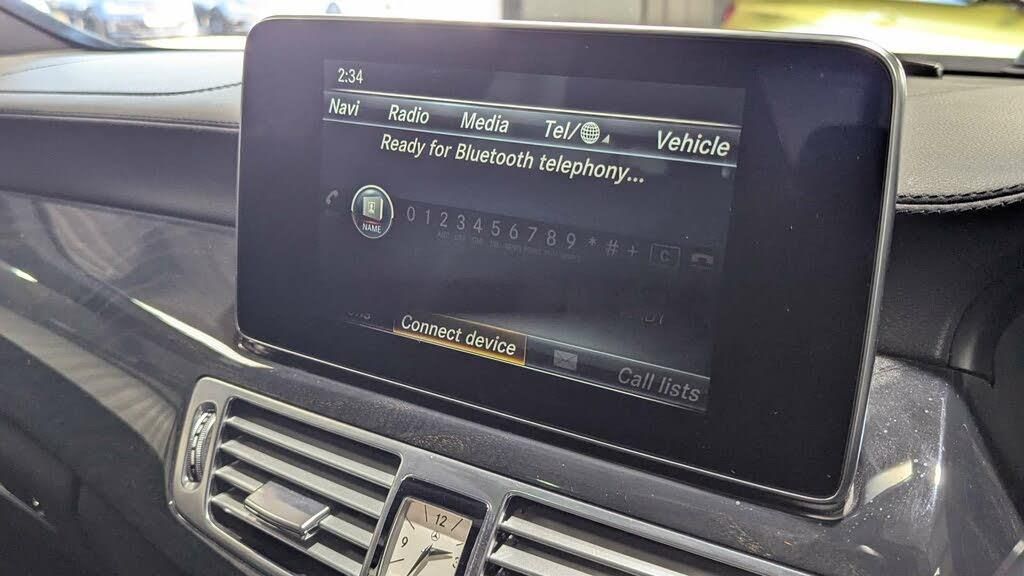 2:34
Navi Radio Media Tel/ Vehicle
Ready for Bluetooth telephony...
NAME 0 1 2 3 4 5 6 7 8 9 * # + C
Connect device Call lists
12
9